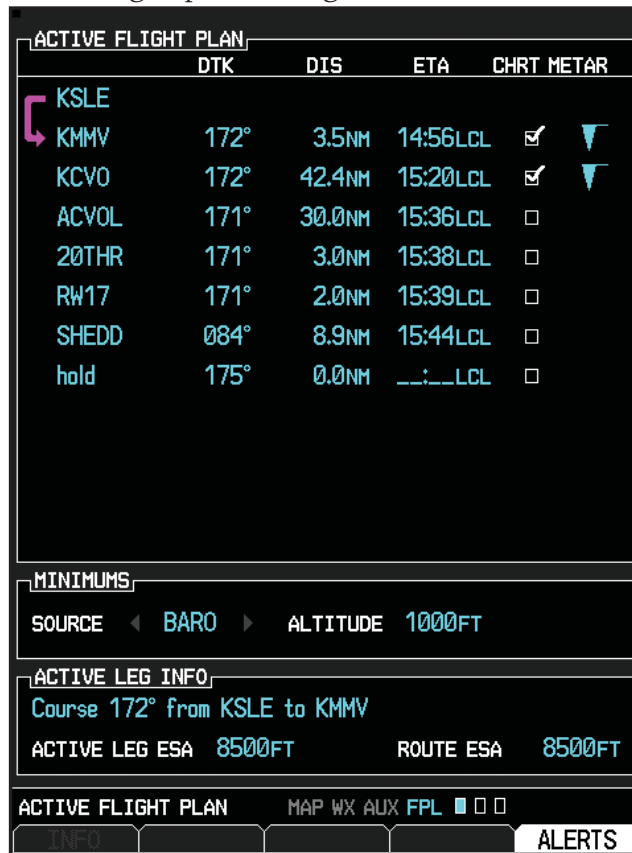 ACTIVE FLIGHT PLAN
DTK DIS ETA CHRT METAR
KSLE
KMMV 172° 3.5NM 14:56LCL
KCVO 172° 42.4NM 15:20LCL
ACVOL 171° 30.0NM 15:36LCL
20THR 171° 3.0NM 15:38LCL
RW17 171° 2.0NM 15:39LCL
SHEDD 084° 8.9NM 15:44LCL
hold 175° 0.0NM __:__LCL
MINIMUMS
SOURCE BARO ALTITUDE 1000FT
ACTIVE LEG INFO
Course 172° from KSLE to KMMV
ACTIVE LEG ESA 8500FT ROUTE ESA 8500FT
ACTIVE FLIGHT PLAN MAP WX AUX FPL
INFO ALERTS